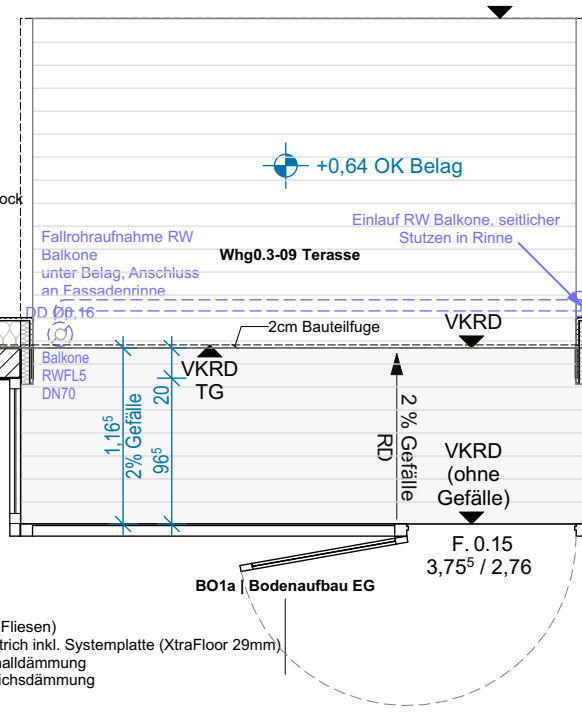 +0,64 OK Belag
ock
Einlauf RW Balkone, seitlicher
Stutzen in Rinne
Fallrohraufnahme RW
Balkone
unter Belag, Anschluss
an Fassadenrinne
Whg0.3-09 Terasse
DD Ø0,16
2cm Bauteilfuge
VKRD
Balkone
RWFL5
DN70
VKRD
TG
1,16⁵
2% Gefälle
20
96⁵
2 % Gefälle
RD
VKRD
(ohne
Gefälle)
F. 0.15
3,75⁵ / 2,76
BO1a | Bodenaufbau EG
Fliesen)
trich inkl. Systemplatte (XtraFloor 29mm)
halldämmung
ichsdämmung